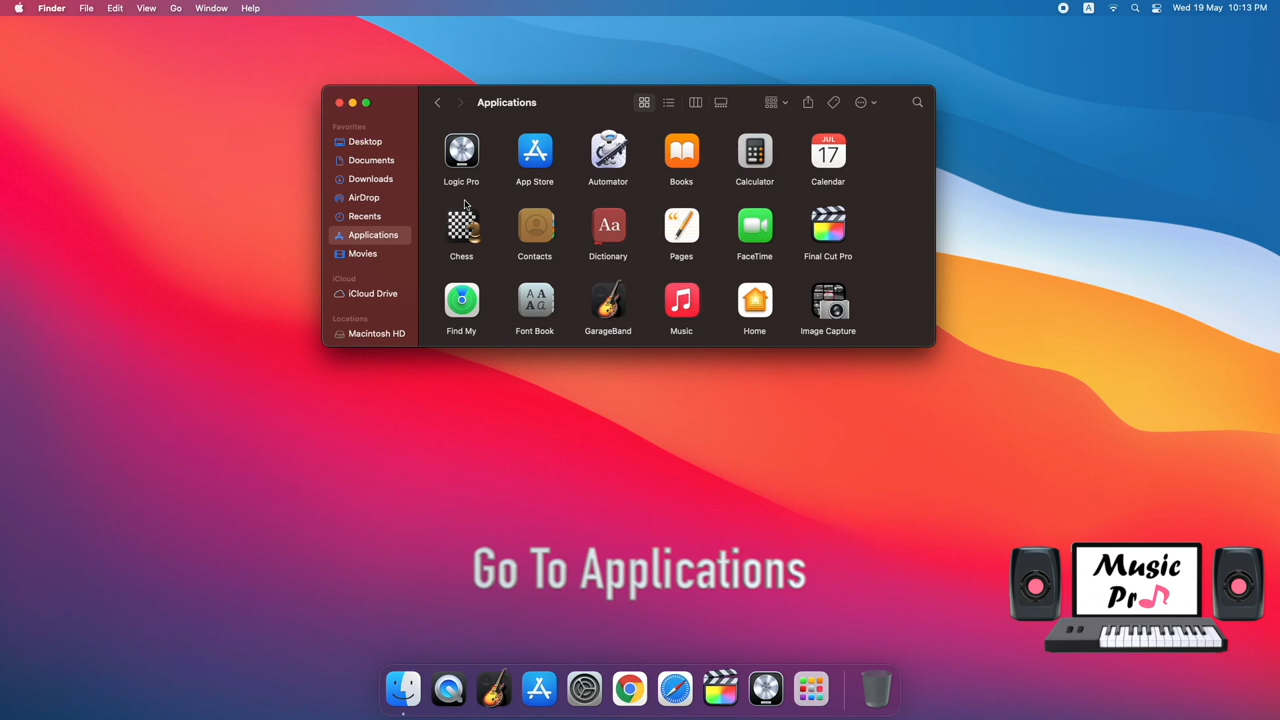 Finder File Edit View Go Window Help
A Wed 19 May 10:13 PM
Applications
Favorites
Desktop
Documents
Downloads
AirDrop
Recents
Applications
Movies
iCloud
iCloud Drive
Locations
Macintosh HD
JUL
17
Logic Pro App Store Automator Books Calculator Calendar
Aa
Chess Contacts Dictionary Pages FaceTime Final Cut Pro
A A
A a
Find My Font Book GarageBand Music Home Image Capture
Go To Applications
Music
Pro